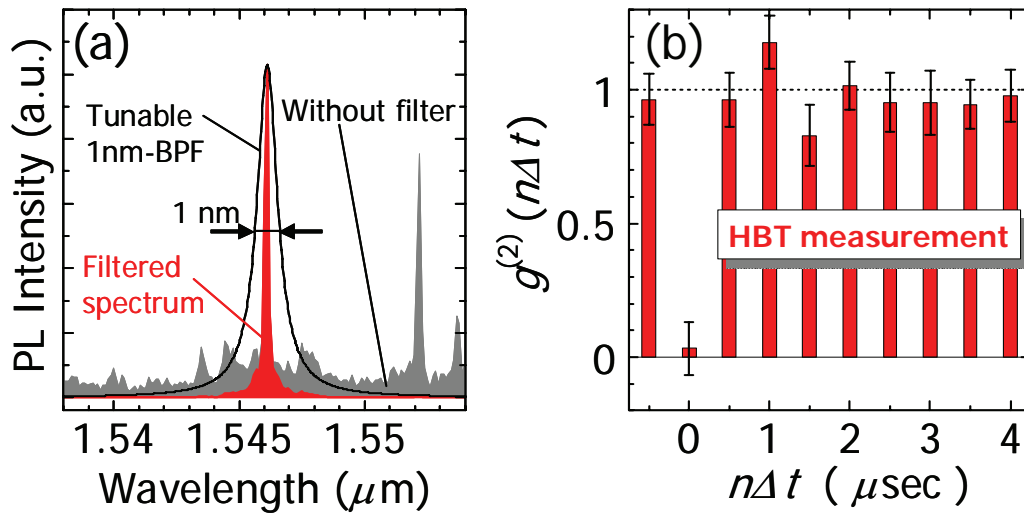 (a)
PL Intensity (a.u.)
Tunable
1nm-BPF
Without filter
1 nm
Filtered
spectrum
1.54
1.545
1.55
Wavelength (μm)
(b)
g(2) (nΔt)
1
0.5
0
HBT measurement
0
1
2
3
4
nΔt ( μsec)